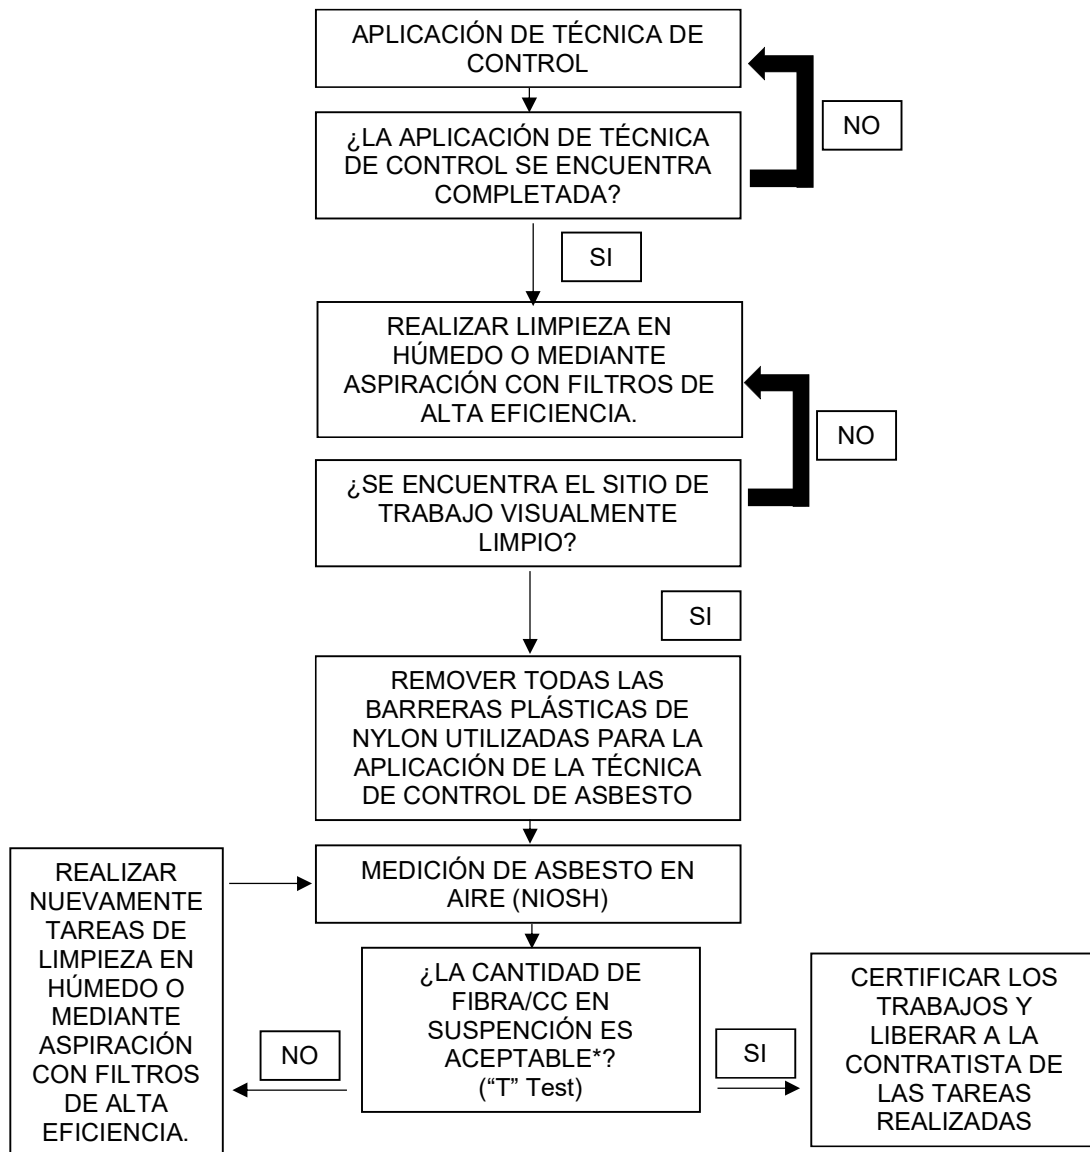 APLICACIÓN DE TÉCNICA DE
CONTROL
NO
¿LA APLICACIÓN DE TÉCNICA
DE CONTROL SE ENCUENTRA
COMPLETADA?
SI
REALIZAR LIMPIEZA EN
HÚMEDO O MEDIANTE
ASPIRACIÓN CON FILTROS DE
ALTA EFICIENCIA.
NO
¿SE ENCUENTRA EL SITIO DE
TRABAJO VISUALMENTE
LIMPIO?
SI
REMOVER TODAS LAS
BARRERAS PLÁSTICAS DE
NYLON UTILIZADAS PARA LA
APLICACIÓN DE LA TÉCNICA
DE CONTROL DE ASBESTO
MEDICIÓN DE ASBESTO EN
AIRE (NIOSH)
REALIZAR
NUEVAMENTE
TAREAS DE
LIMPIEZA EN
HÚMEDO O
MEDIANTE
ASPIRACIÓN
CON FILTROS
DE ALTA
EFICIENCIA.
NO
¿LA CANTIDAD DE
FIBRA/CC EN
SUSPENCIÓN ES
ACEPTABLE*?
(“T” Test)
SI
CERTIFICAR LOS
TRABAJOS Y
LIBERAR A LA
CONTRATISTA DE
LAS TAREAS
REALIZADAS